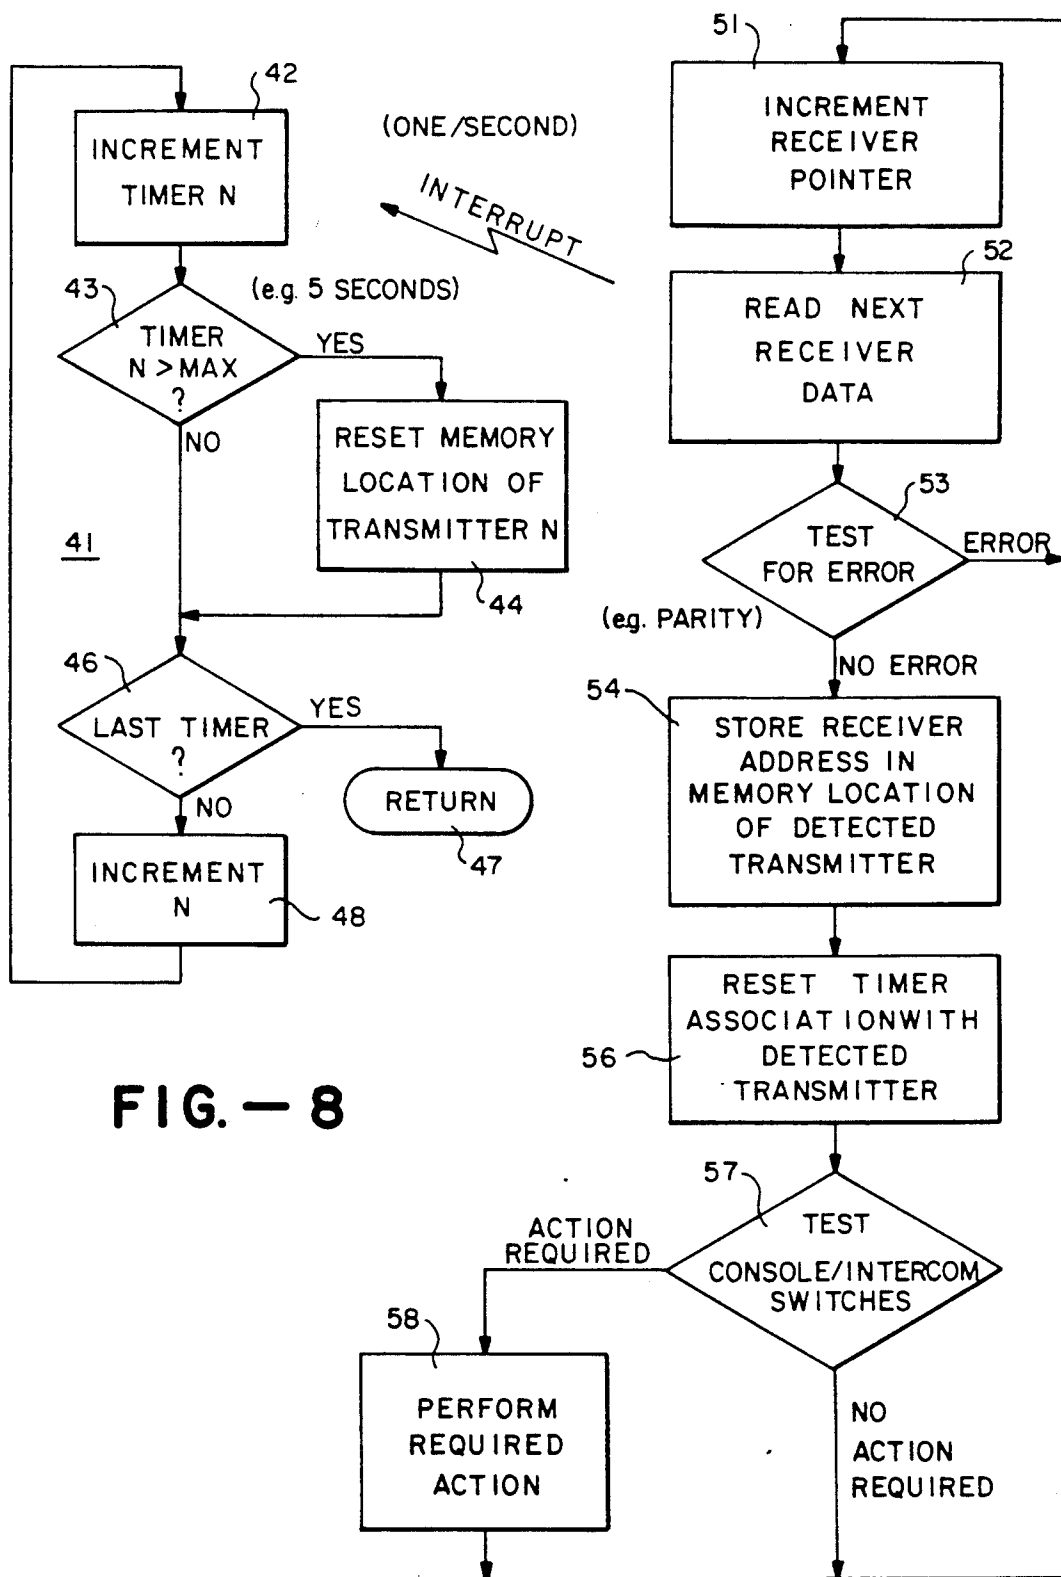 42
INCREMENT
TIMER N
(ONE/SECOND)
INTERRUPT
43
(e.g. 5 SECONDS)
TIMER
N > MAX
?
YES
NO
RESET MEMORY
LOCATION OF
TRANSMITTER N
44
41
46
LAST TIMER
?
YES
NO
RETURN
47
INCREMENT
N
48
FIG. — 8
51
INCREMENT
RECEIVER
POINTER
52
READ NEXT
RECEIVER
DATA
53
TEST
FOR ERROR
ERROR
(e.g. PARITY)
NO ERROR
54
STORE RECEIVER
ADDRESS IN
MEMORY LOCATION
OF DETECTED
TRANSMITTER
RESET TIMER
ASSOCIATIONWITH
DETECTED
TRANSMITTER
56
57
TEST
CONSOLE/INTERCOM
SWITCHES
ACTION
REQUIRED
58
PERFORM
REQUIRED
ACTION
NO
ACTION
REQUIRED